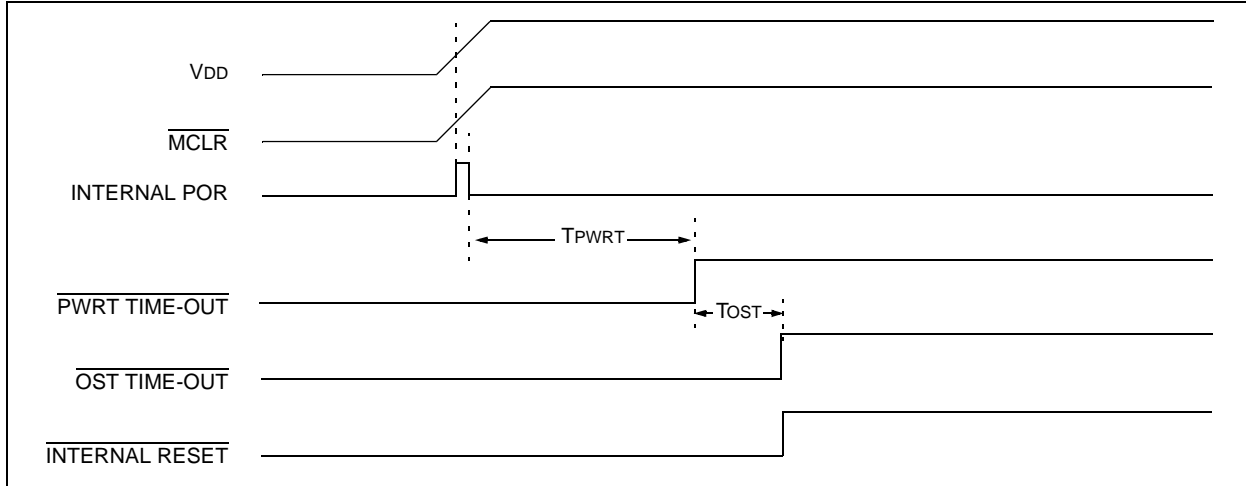 VDD
MCLR
INTERNAL POR
TPWRT
PWRT TIME-OUT
TOST
OST TIME-OUT
INTERNAL RESET